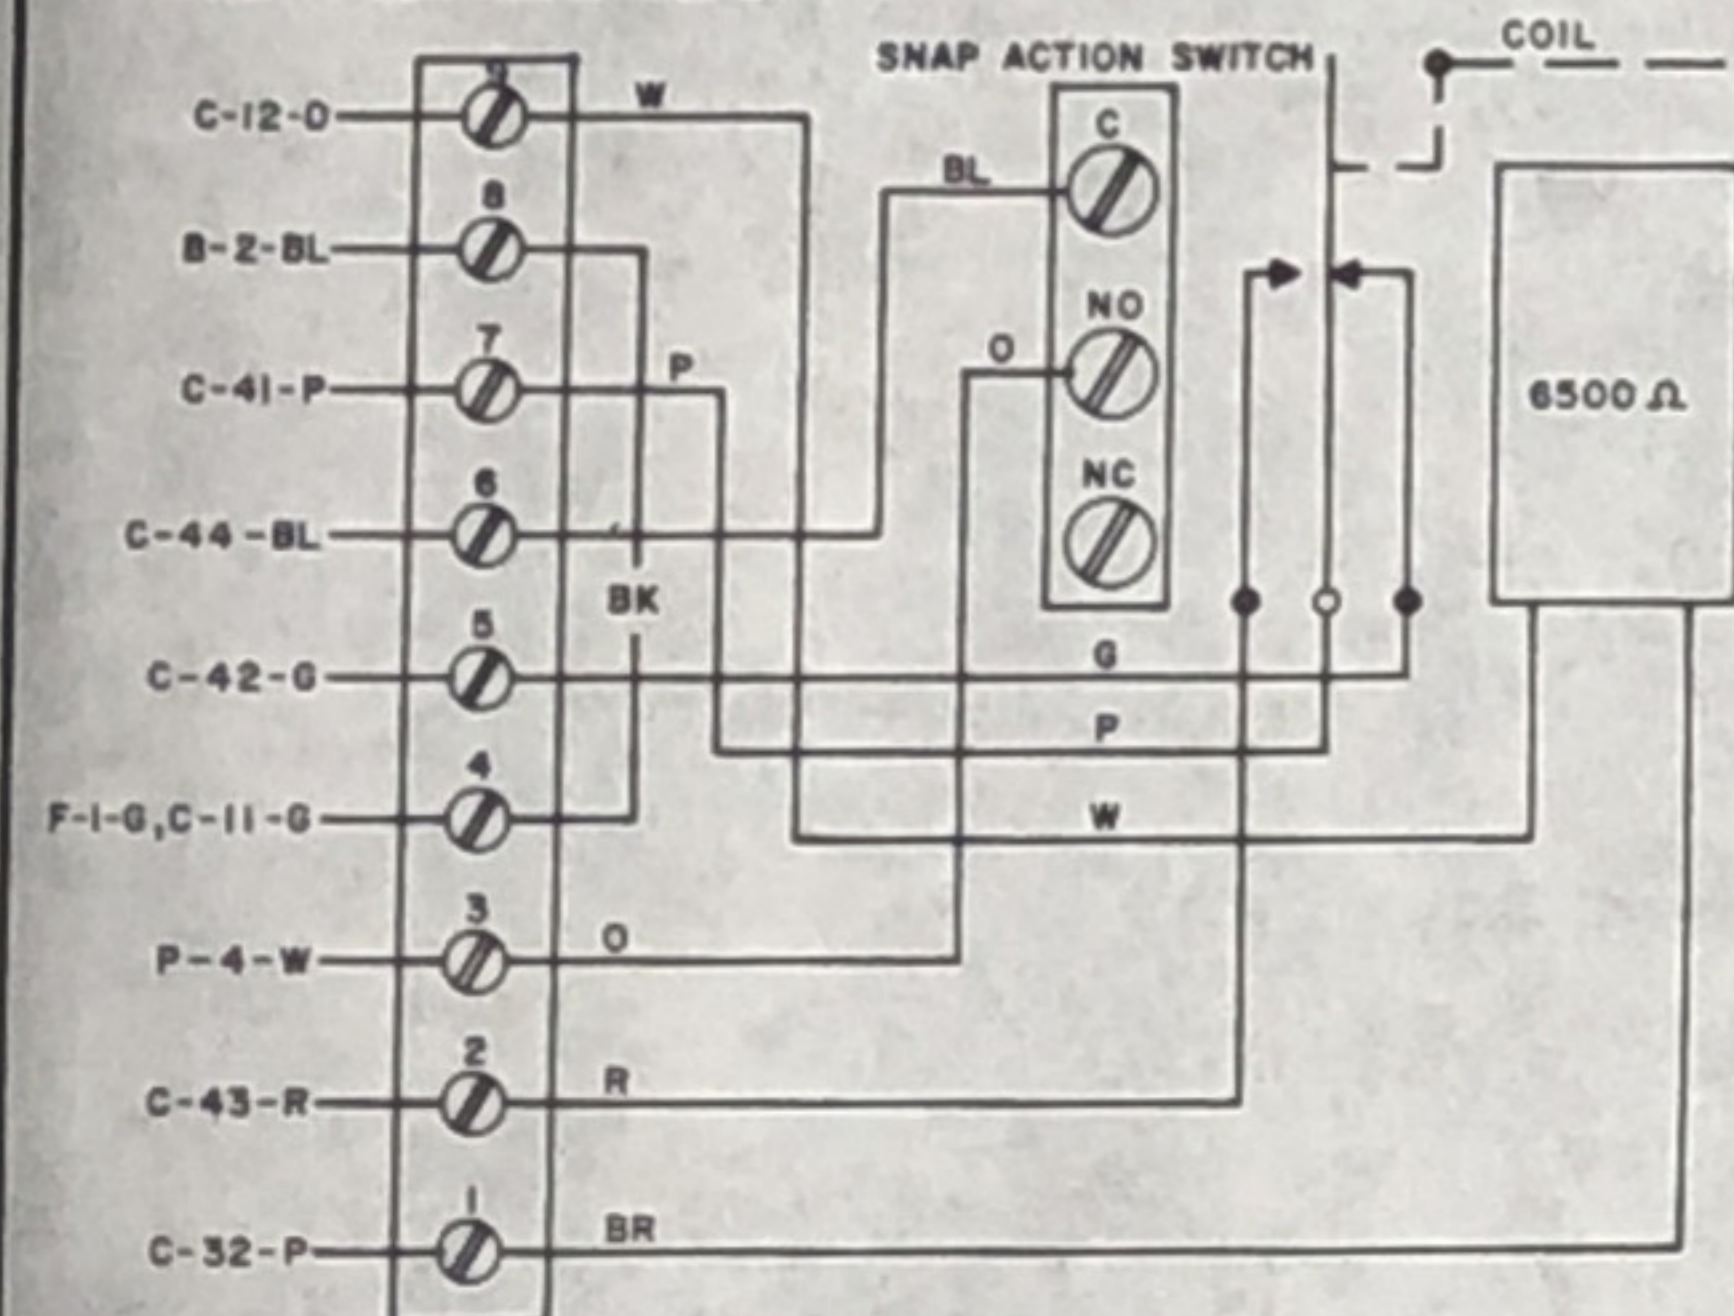 COIL
SNAP ACTION SWITCH
9
C-12-O
W
C
BL
8
B-2-BL
NO
7
O
C-41-P
P
6500 Ω
NC
6
C-44-BL
BK
5
G
C-42-G
P
4
F-1-G,C-11-G
W
3
O
P-4-W
2
R
C-43-R
1
BR
C-32-P